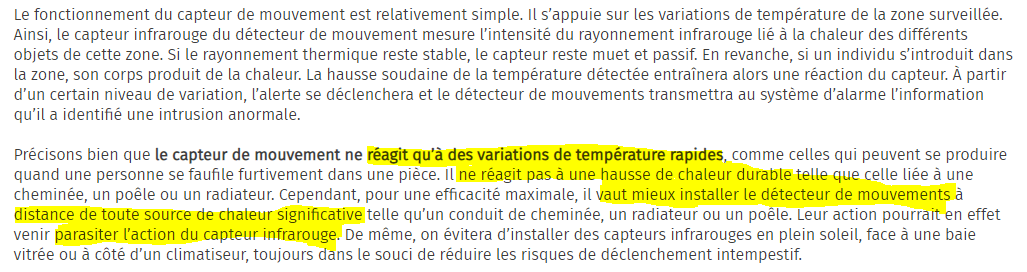 Le fonctionnement du capteur de mouvement est relativement simple. Il s’appuie sur les variations de température de la zone surveillée.
Ainsi, le capteur infrarouge du détecteur de mouvement mesure l’intensité du rayonnement infrarouge lié à la chaleur des différents
objets de cette zone. Si le rayonnement thermique reste stable, le capteur reste muet et passif. En revanche, si un individu s’introduit dans
la zone, son corps produit de la chaleur. La hausse soudaine de la température détectée entraînera alors une réaction du capteur. À partir
d’un certain niveau de variation, l’alerte se déclenchera et le détecteur de mouvements transmettra au système d’alarme l’information
qu’il a identifié une intrusion anormale.
Précisons bien que le capteur de mouvement ne réagit qu’à des variations de température rapides, comme celles qui peuvent se produire
quand une personne se faufile furtivement dans une pièce. Il ne réagit pas à une hausse de chaleur durable telle que celle liée à une
cheminée, un poêle ou un radiateur. Cependant, pour une efficacité maximale, il vaut mieux installer le détecteur de mouvements à
distance de toute source de chaleur significative telle qu’un conduit de cheminée, un radiateur ou un poêle. Leur action pourrait en effet
venir parasiter l’action du capteur infrarouge. De même, on évitera d’installer des capteurs infrarouges en plein soleil, face à une baie
vitrée ou à côté d’un climatiseur, toujours dans le souci de réduire les risques de déclenchement intempestif.